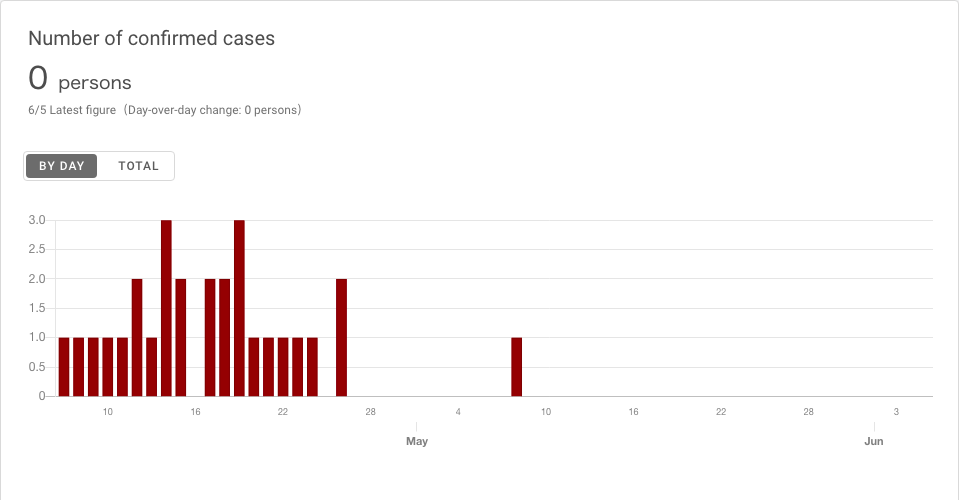 Number of confirmed cases
0 persons
6/5 Latest figure（Day-over-day change: 0 persons）
BY DAY TOTAL
3.0
2.5
2.0
1.5
1.0
0.5
0
10 16 22 28 4 10 16 22 28 3
May Jun